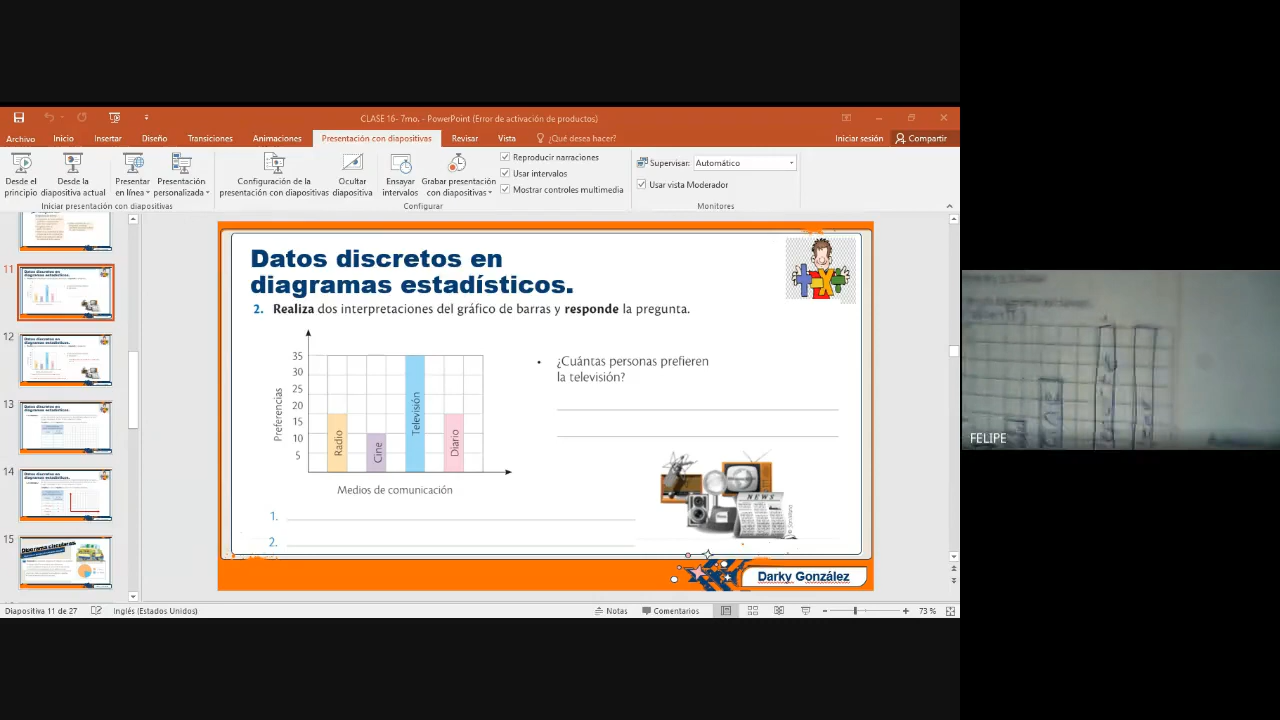 CLASE 16- 7mo. - PowerPoint (Error de activación de productos)
Archivo Inicio Insertar Diseño Transiciones Animaciones Presentación con diapositivas Revisar Vista ¿Qué desea hacer? Iniciar sesión Compartir
Desde el principio
Desde la diapositiva actual
Presentar en línea
Presentación personalizada
Iniciar presentación con diapositivas
Configuración de la presentación con diapositivas
Ocultar diapositiva
Ensayar intervalos
Grabar presentación con diapositivas
Reproducir narraciones
Usar intervalos
Mostrar controles multimedia
Configurar
Supervisar: Automático
Usar vista Moderador
Monitores
11
12
13
14
15
Datos discretos en
diagramas estadísticos.
2. Realiza dos interpretaciones del gráfico de barras y responde la pregunta.
Preferencias
35
30
25
20
15
10
5
Radio
Cine
Televisión
Diario
Medios de comunicación
• ¿Cuántas personas prefieren
la televisión?
NEWS
1.
2.
Darky González
Diapositiva 11 de 27 Inglés (Estados Unidos) Notas Comentarios 73 %
FELIPE